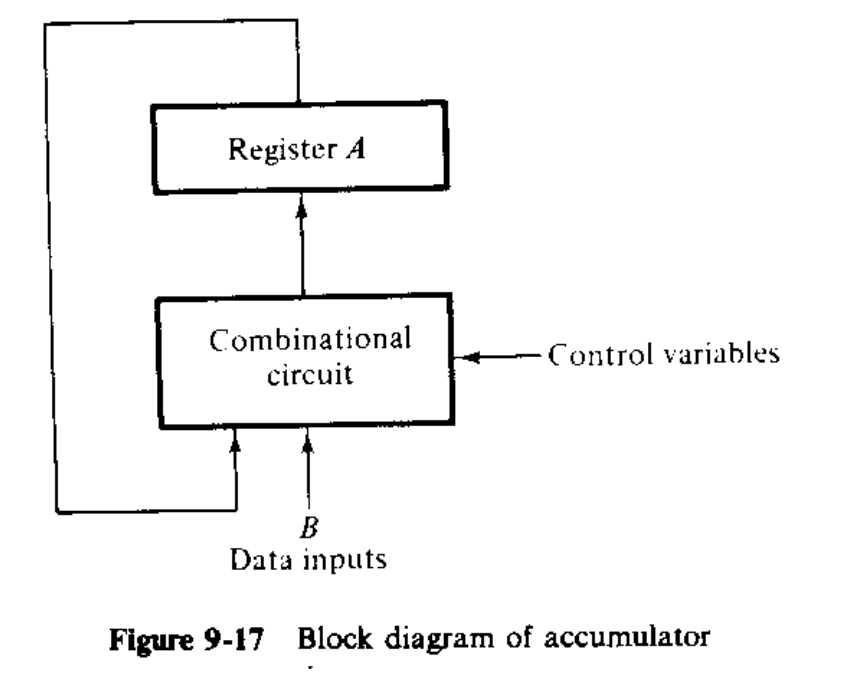 Register A
Combinational
circuit
Control variables
B
Data inputs
Figure 9-17 Block diagram of accumulator